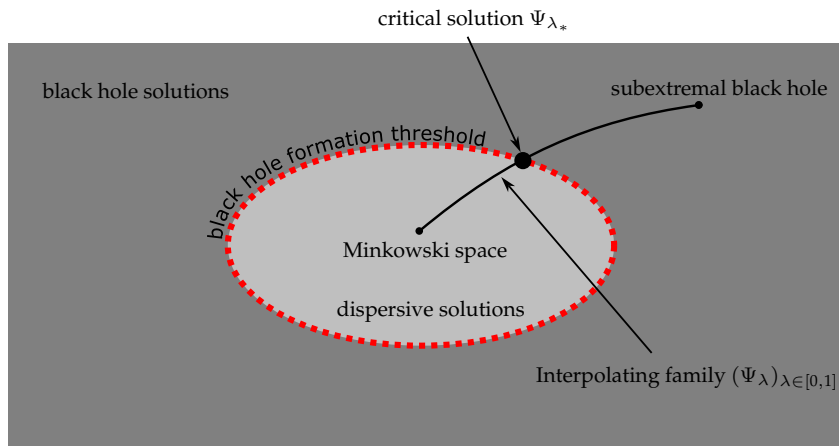 critical solution Ψ_{λ_*}
black hole solutions
subextremal black hole
black hole formation threshold
Minkowski space
dispersive solutions
Interpolating family (Ψ_λ)_{λ∈[0,1]}